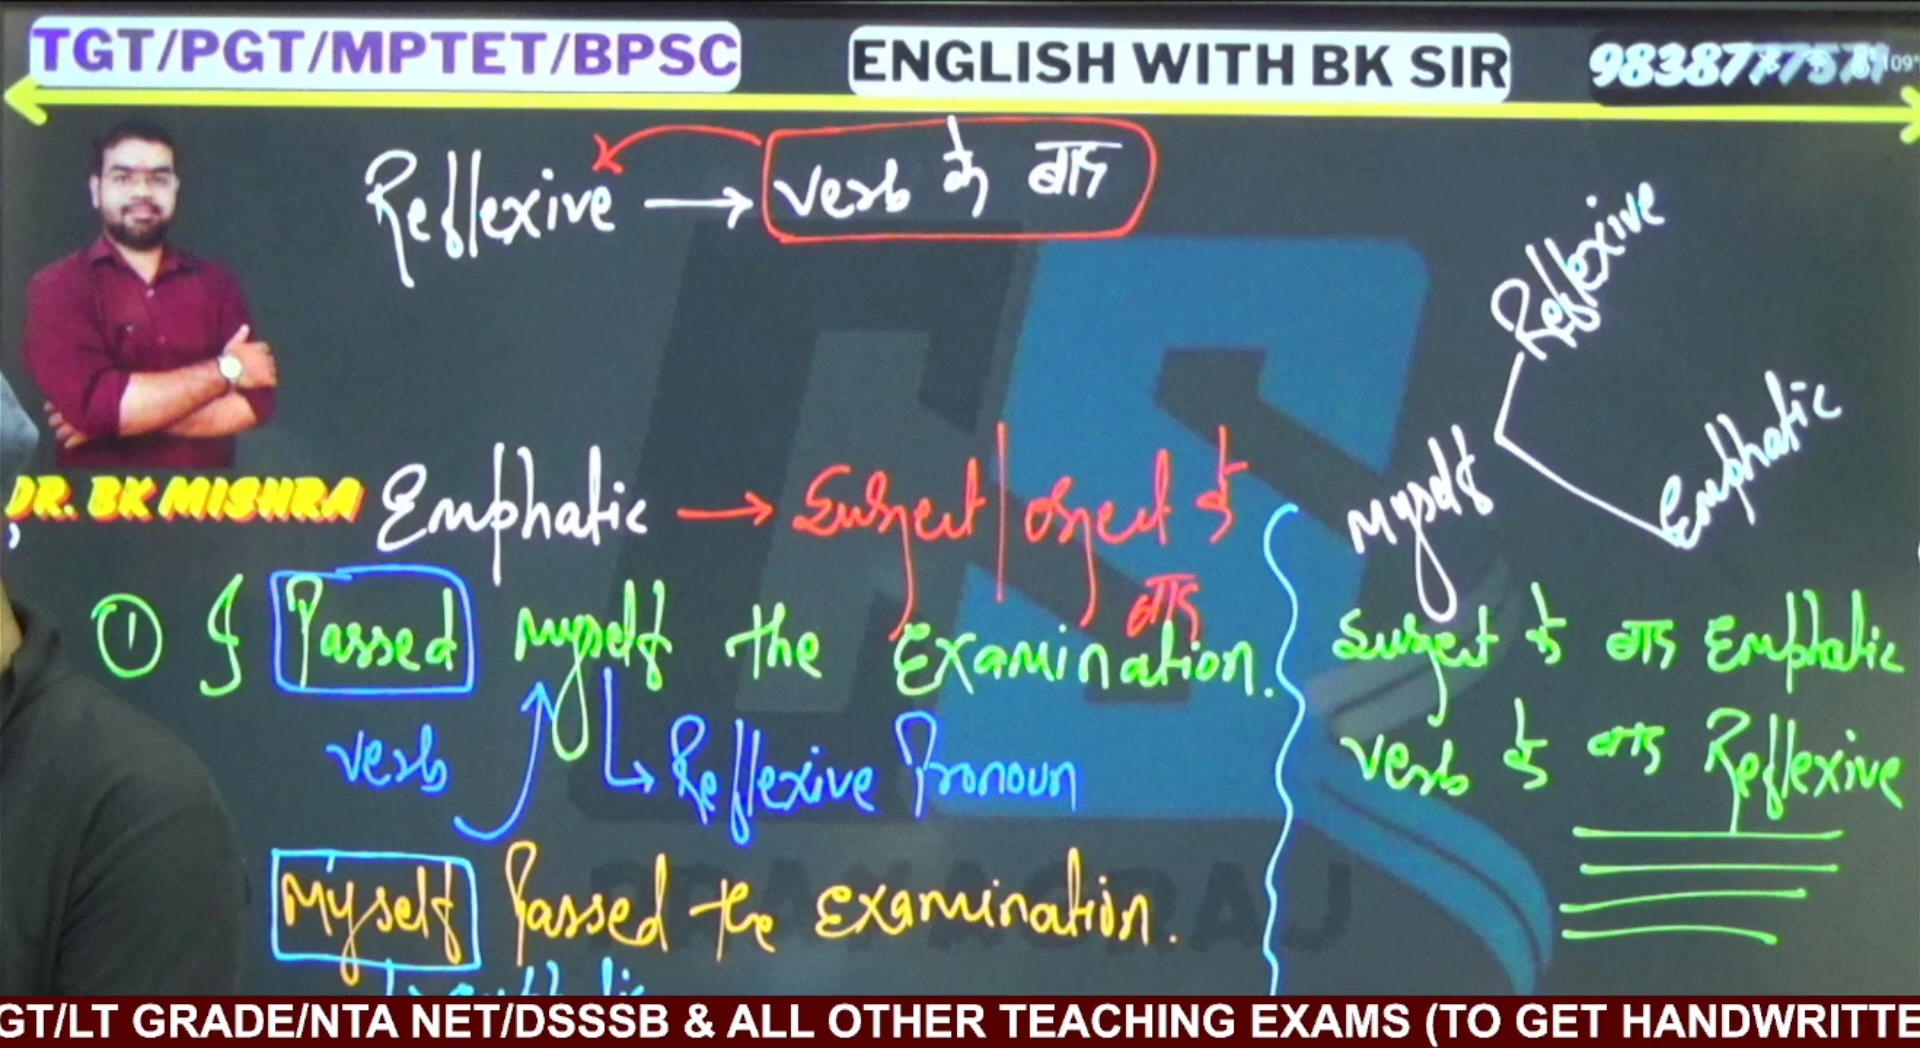 TGT/PGT/MPTET/BPSC
ENGLISH WITH BK SIR
Reflexive → verb के बाद
Reflexive
Emphatic
Myself
DR. BK MISHRA
Emphatic → Subject | object के बाद
① I Passed myself the Examination.
verb
Reflexive Pronoun
Myself Passed the Examination.
Subject के बाद Emphatic
Verb के बाद Reflexive
PRAYAGRAJ
GT/LT GRADE/NTA NET/DSSSB & ALL OTHER TEACHING EXAMS (TO GET HANDWRITTE